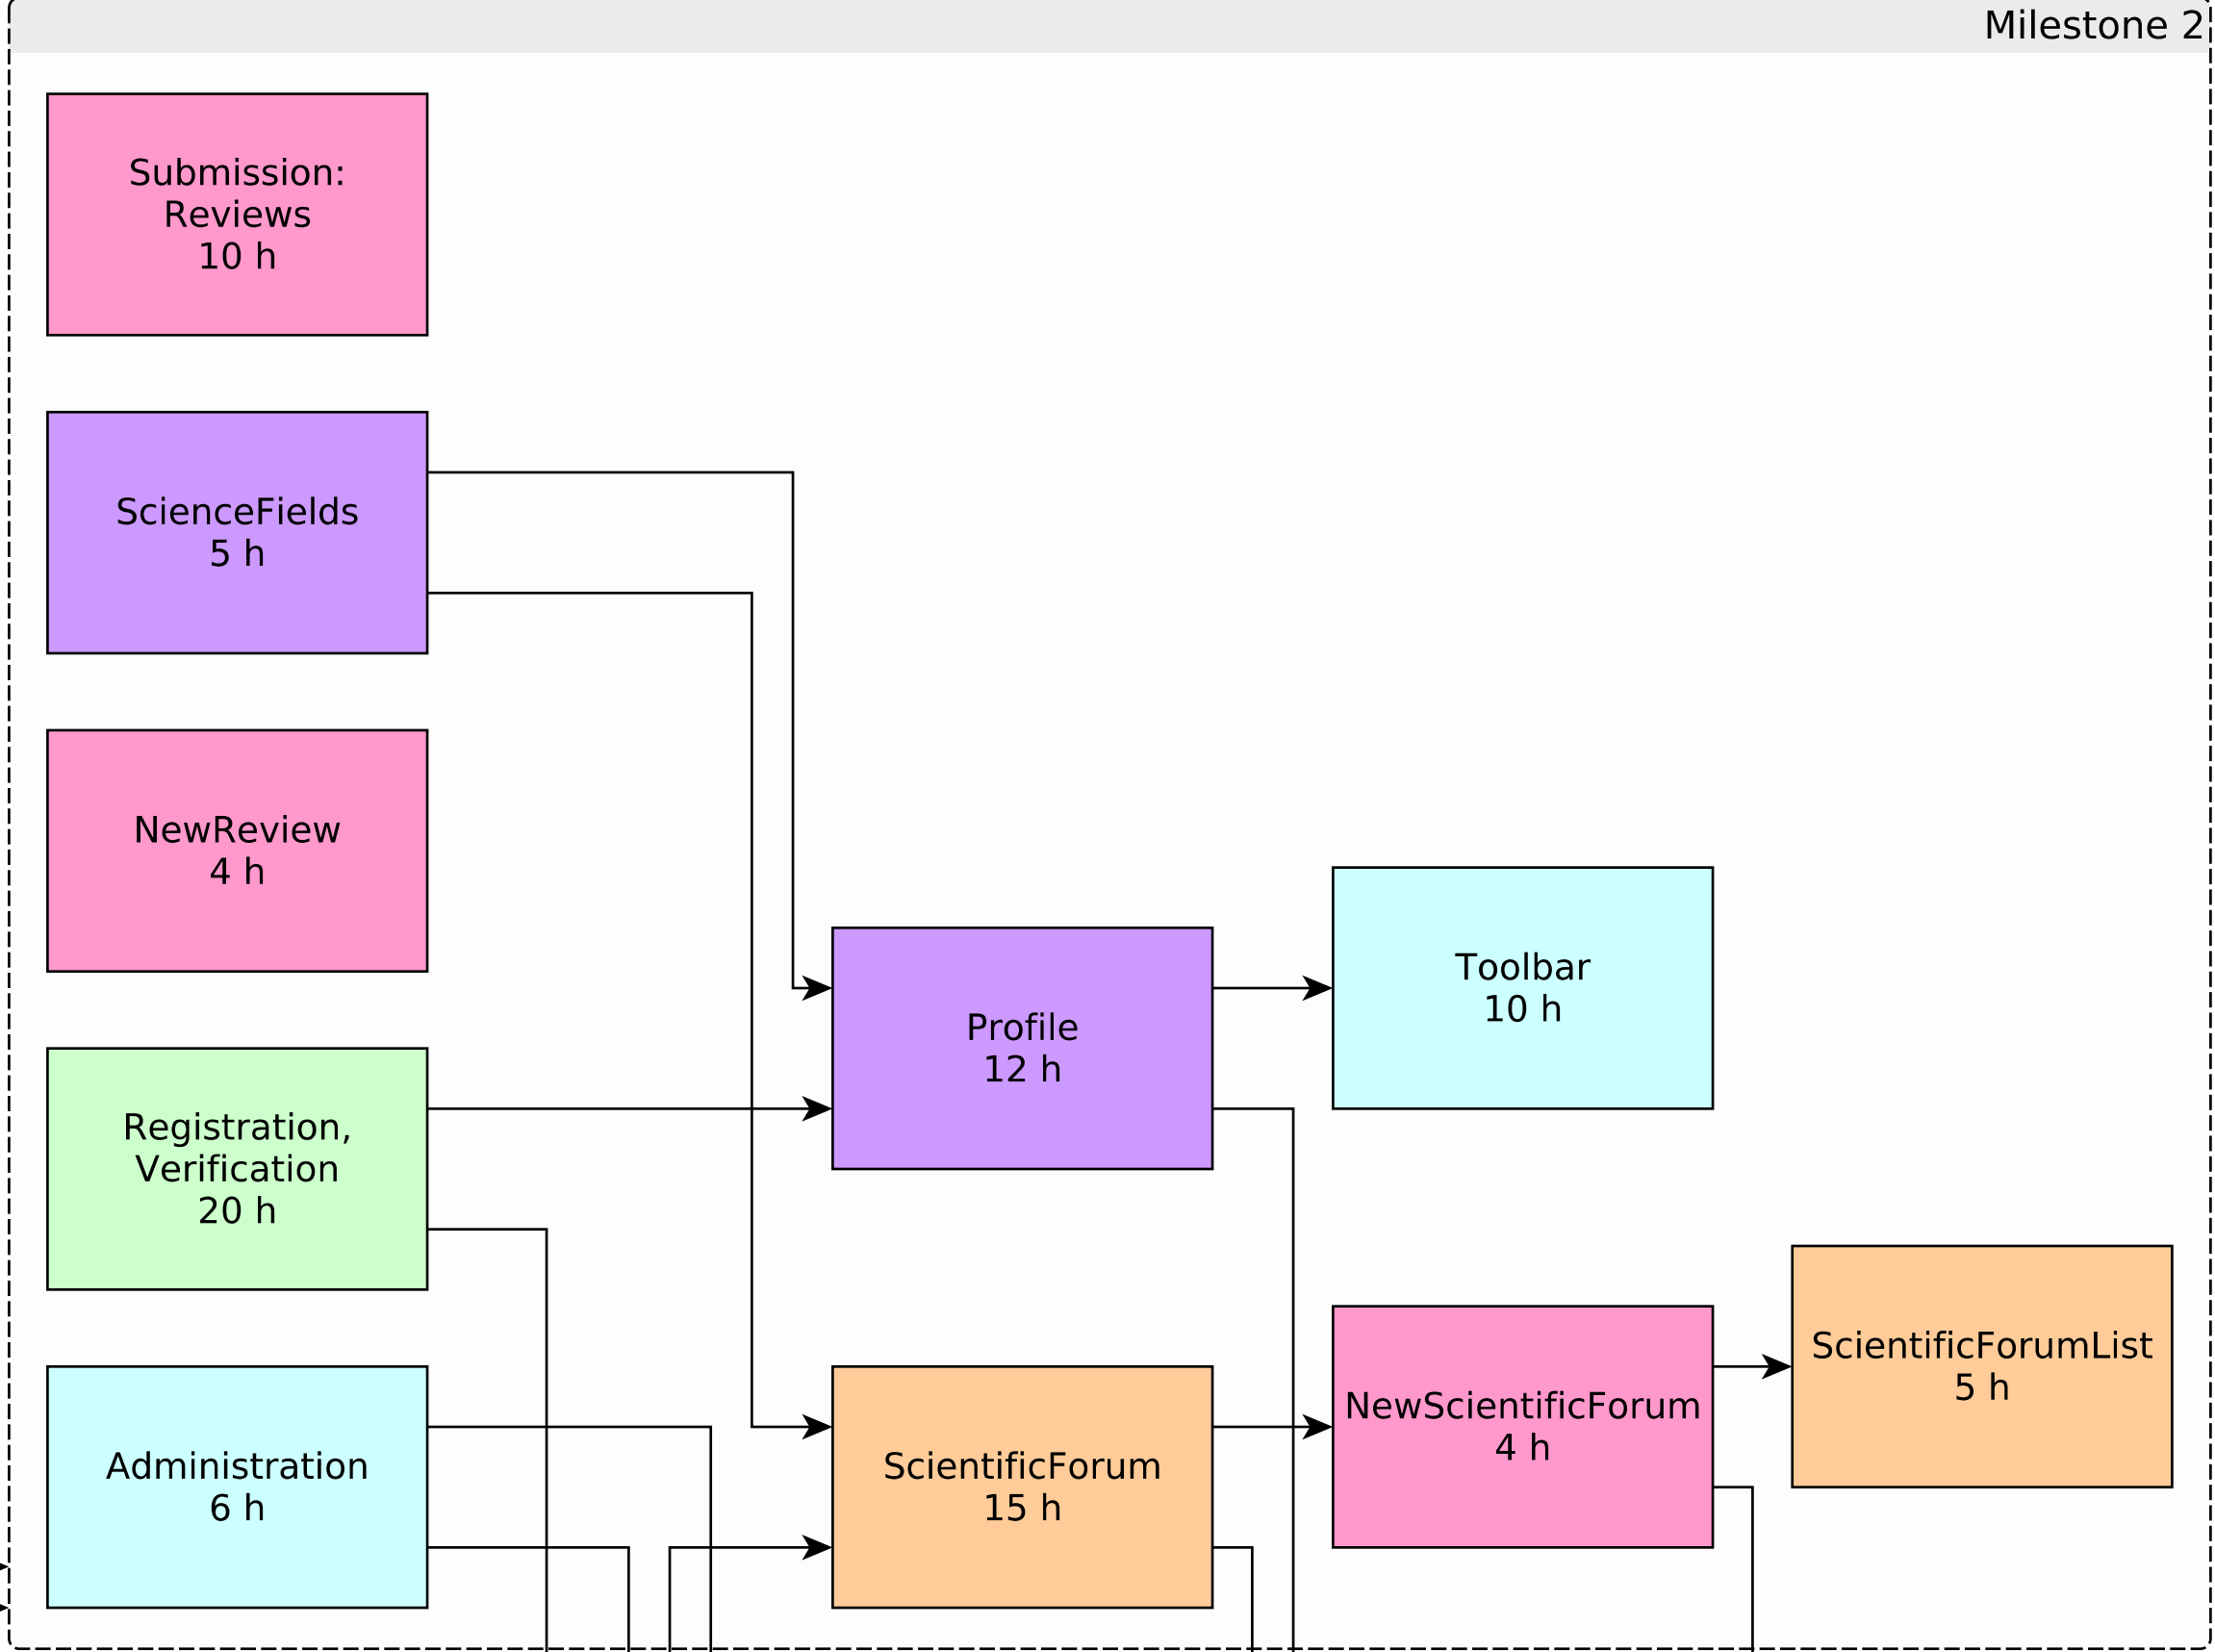 Milestone 2
Submission:
Reviews
10 h
ScienceFields
5 h
NewReview
4 h
Toolbar
10 h
Profile
12 h
Registration,
Verification
20 h
ScientificForumList
5 h
NewScientificForum
4 h
Administration
6 h
ScientificForum
15 h